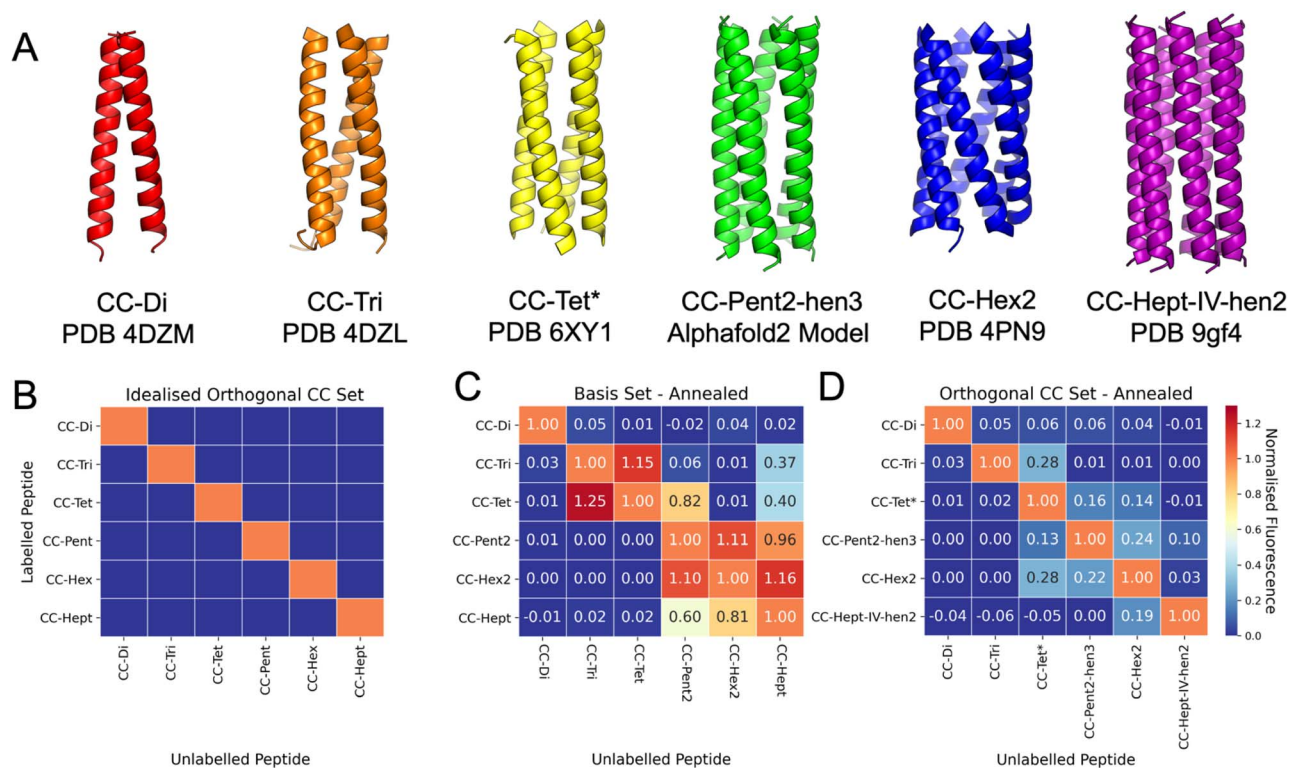 A
CC-Di
PDB 4DZM
CC-Tri
PDB 4DZL
CC-Tet*
PDB 6XY1
CC-Pent2-hen3
Alphafold2 Model
CC-Hex2
PDB 4PN9
CC-Hept-IV-hen2
PDB 9gf4
B
Idealised Orthogonal CC Set
Labelled Peptide
CC-Di
CC-Tri
CC-Tet
CC-Pent
CC-Hex
CC-Hept
CC-Di
CC-Tri
CC-Tet
CC-Pent
CC-Hex
CC-Hept
Unlabelled Peptide
C
Basis Set - Annealed
CC-Di 1.00 0.05 0.01 -0.02 0.04 0.02
CC-Tri 0.03 1.00 1.15 0.06 0.01 0.37
CC-Tet 0.01 1.25 1.00 0.82 0.01 0.40
CC-Pent2 0.01 0.00 0.00 1.00 1.11 0.96
CC-Hex2 0.00 0.00 0.00 1.10 1.00 1.16
CC-Hept -0.01 0.02 0.02 0.60 0.81 1.00
CC-Di
CC-Tri
CC-Tet
CC-Pent2
CC-Hex2
CC-Hept
Unlabelled Peptide
D
Orthogonal CC Set - Annealed
CC-Di 1.00 0.05 0.06 0.06 0.04 -0.01
CC-Tri 0.03 1.00 0.28 0.01 0.01 0.00
CC-Tet* 0.01 0.02 1.00 0.16 0.14 -0.01
CC-Pent2-hen3 0.00 0.00 0.13 1.00 0.24 0.10
CC-Hex2 0.00 0.00 0.28 0.22 1.00 0.03
CC-Hept-IV-hen2 -0.04 -0.06 -0.05 0.00 0.19 1.00
CC-Di
CC-Tri
CC-Tet*
CC-Pent2-hen3
CC-Hex2
CC-Hept-IV-hen2
Unlabelled Peptide
1.2
1.0
0.8
0.6
0.4
0.2
0.0
Normalised Fluorescence